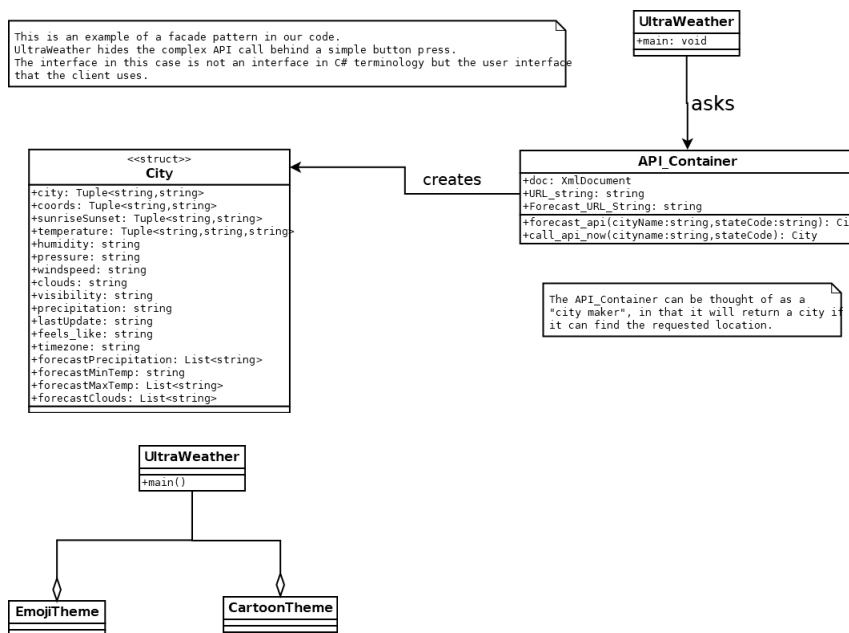 This is an example of a facade pattern in our code.
UltraWeather hides the complex API call behind a simple button press.
The interface in this case is not an interface in C# terminology but the user interface
that the client uses.
UltraWeather
+main: void
asks
<<struct>>
City
+city: Tuple<string,string>
+coords: Tuple<string,string>
+sunriseSunset: Tuple<string,string>
+temperature: Tuple<string,string,string>
+humidity: string
+pressure: string
+windspeed: string
+clouds: string
+visibility: string
+precipitation: string
+lastUpdate: string
+feels_like: string
+timezone: string
+forecastPrecipitation: List<string>
+forecastMinTemp: string
+forecastMaxTemp: List<string>
+forecastClouds: List<string>
creates
API_Container
+doc: XmlDocument
+URL_string: string
+Forecast_URL_String: string
+forecast_api(cityName:string,stateCode:string): Ci
+call_api_now(cityname:string,stateCode): City
The API_Container can be thought of as a
"city maker", in that it will return a city if
it can find the requested location.
UltraWeather
+main()
EmojiTheme
CartoonTheme